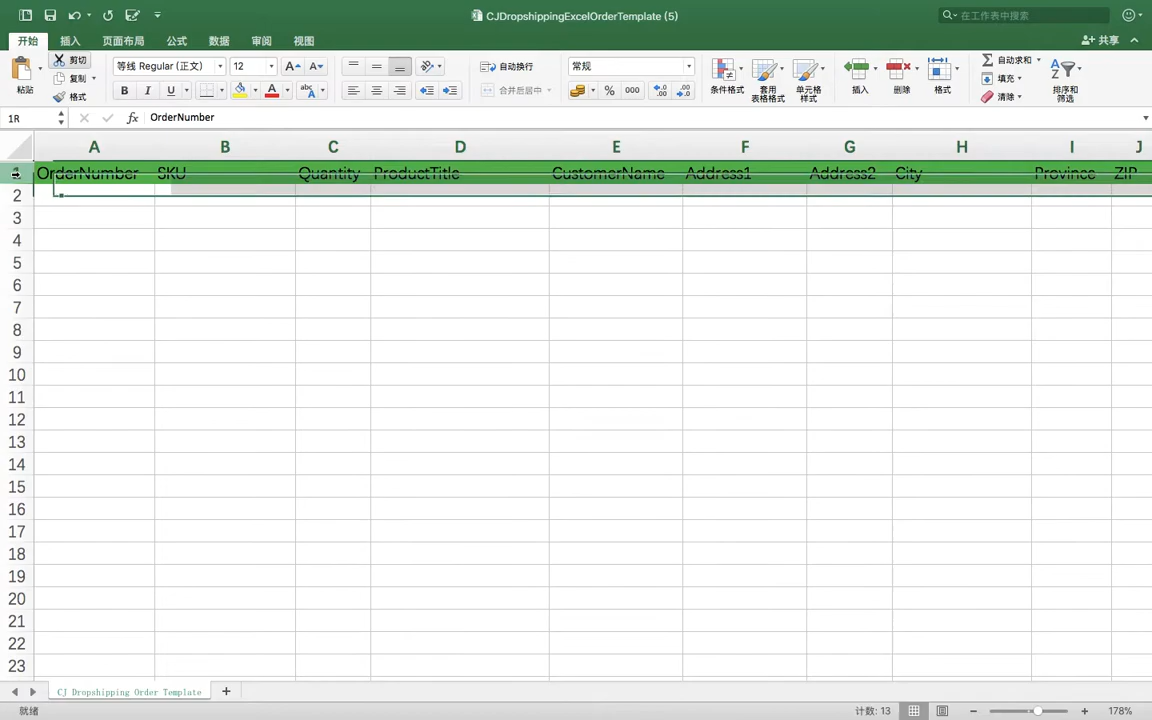 CJDropshippingExcelOrderTemplate (5)
在工作表中搜索
开始 插入 页面布局 公式 数据 审阅 视图
共享
粘贴
剪切
复制
格式
等线 Regular (正文) 12 A A
B I U A abc A
自动换行
合并后居中
常规
% 000 .0 .00 .00 .0
条件格式
套用
表格格式
单元格
样式
插入
删除
格式
自动求和
填充
清除
排序和
筛选
1R fx OrderNumber
A B C D E F G H I J
OrderNumber SKU Quantity ProductTitle CustomerName Address1 Address2 City Province ZIP
2
3
4
5
6
7
8
9
10
11
12
13
14
15
16
17
18
19
20
21
22
23
CJ Dropshipping Order Template +
就绪 计数: 13 − + 178%